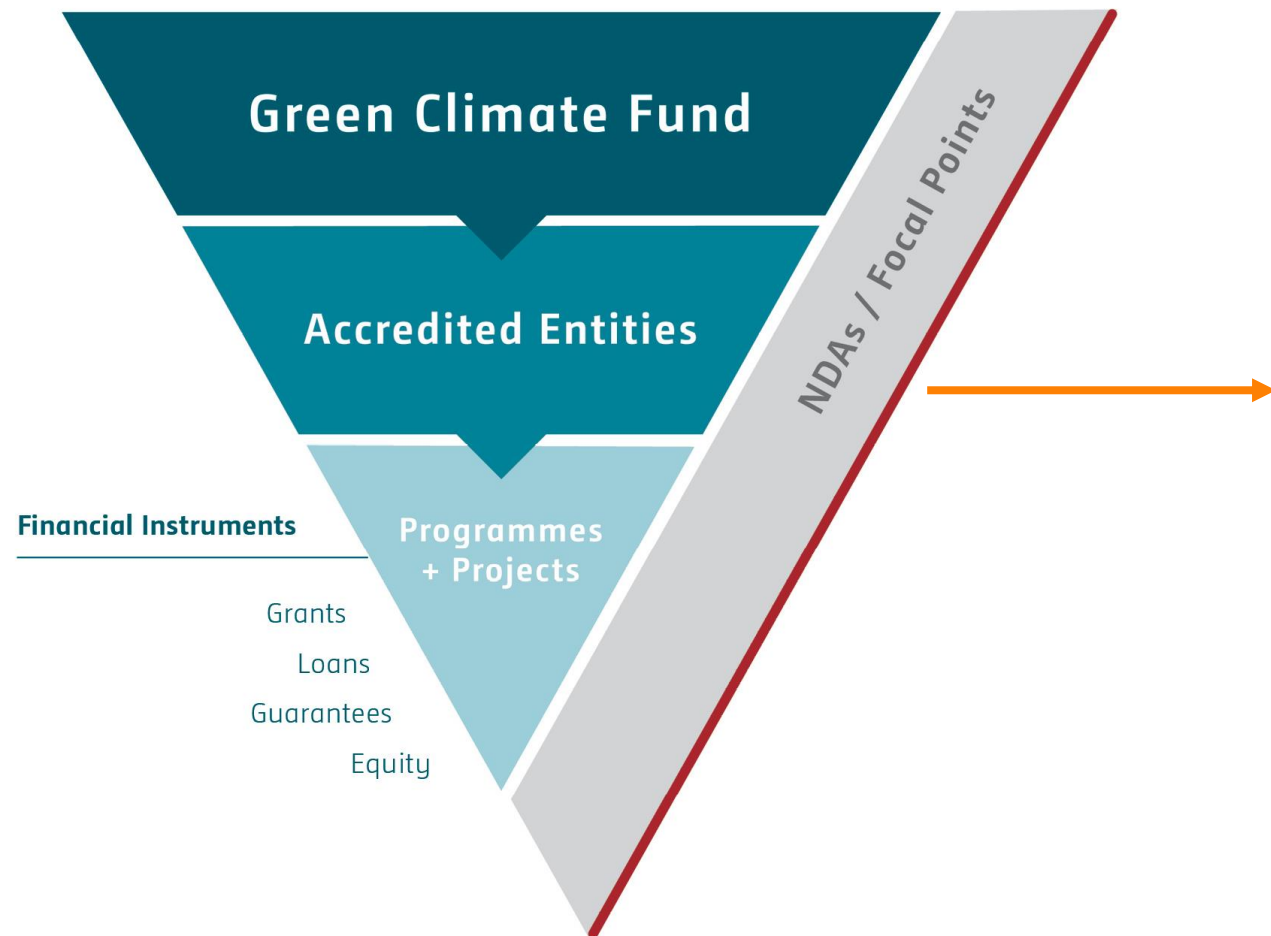 Green Climate Fund
NDAs / Focal Points
Accredited Entities
Financial Instruments
Programmes
+ Projects
Grants
Loans
Guarantees
Equity